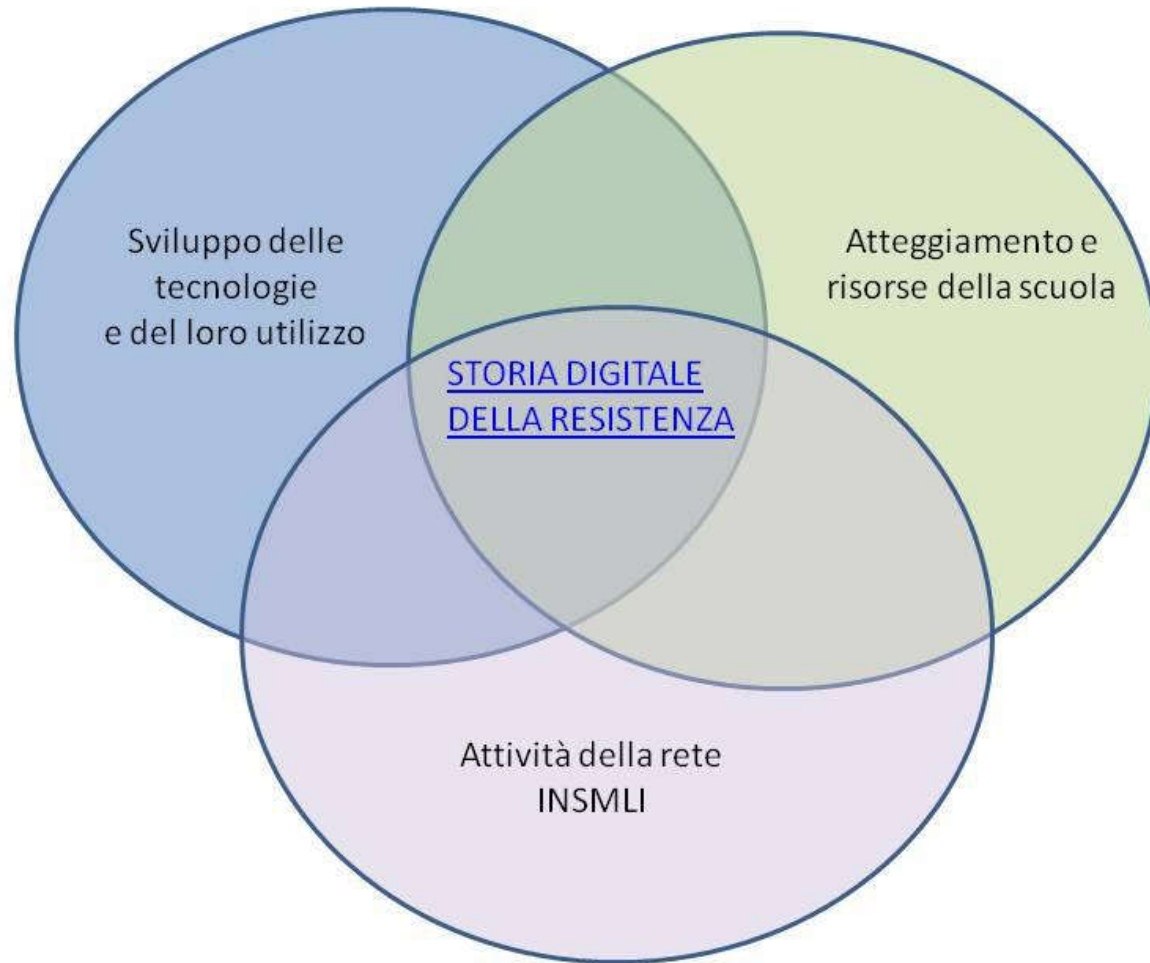 Sviluppo delle
tecnologie
e del loro utilizzo
Atteggiamento e
risorse della scuola
STORIA DIGITALE
DELLA RESISTENZA
Attività della rete
INSMLI